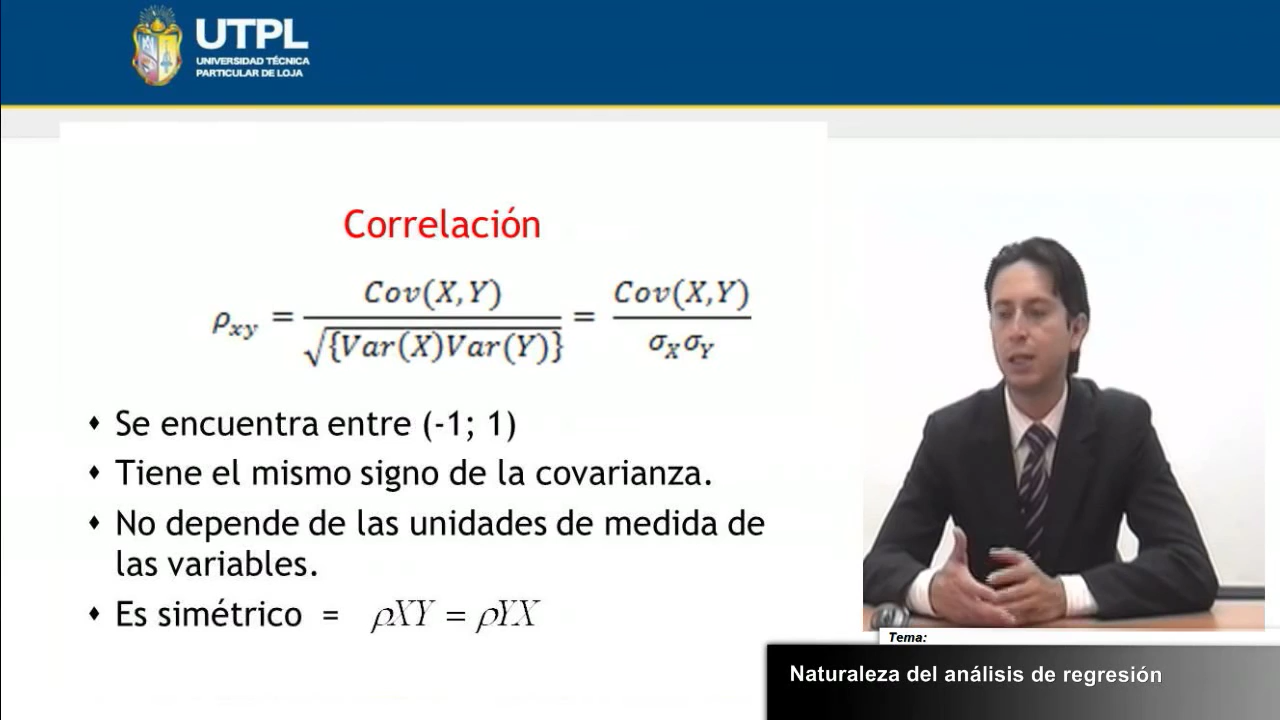 UTPL
UNIVERSIDAD TÉCNICA
PARTICULAR DE LOJA
Correlación
ρxy = Cov(X,Y) / √{Var(X)Var(Y)} = Cov(X,Y) / σXσY
♦ Se encuentra entre (-1; 1)
♦ Tiene el mismo signo de la covarianza.
♦ No depende de las unidades de medida de
las variables.
♦ Es simétrico = ρXY = ρYX
Tema:
Naturaleza del análisis de regresión